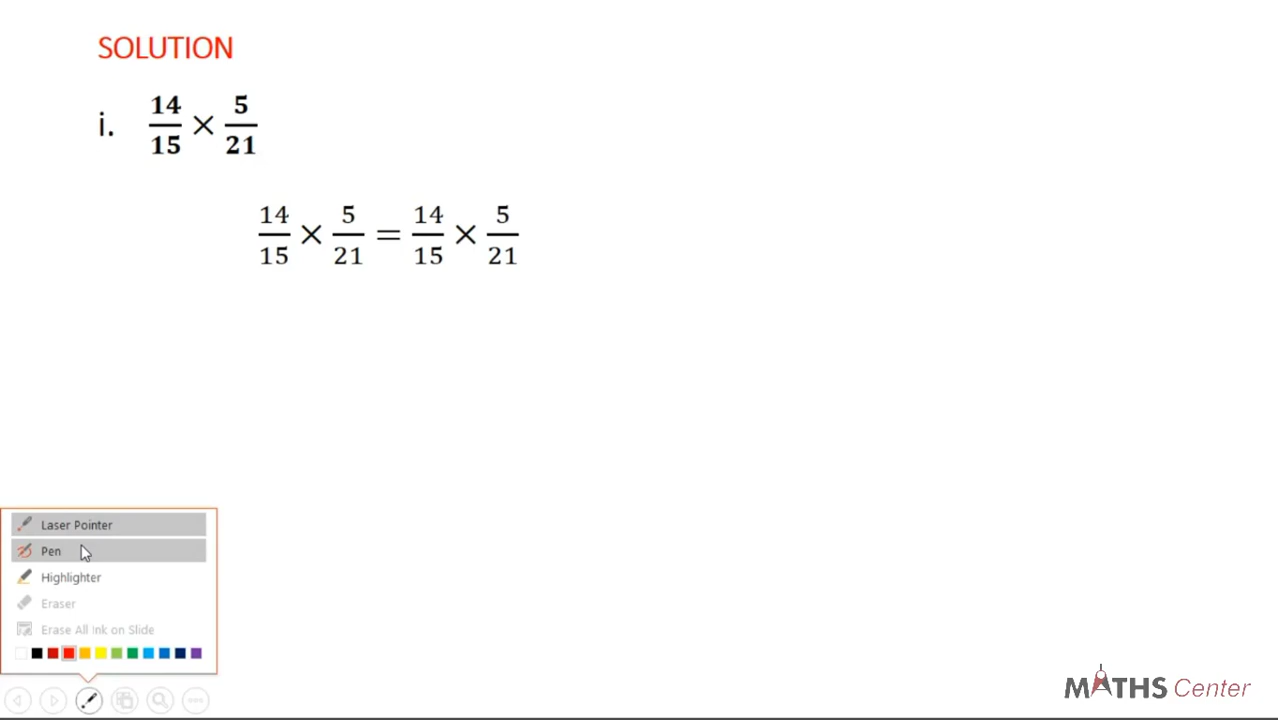 SOLUTION
i. 14/15 × 5/21
14/15 × 5/21 = 14/15 × 5/21
Laser Pointer
Pen
Highlighter
Eraser
Erase All Ink on Slide
MATHS Center